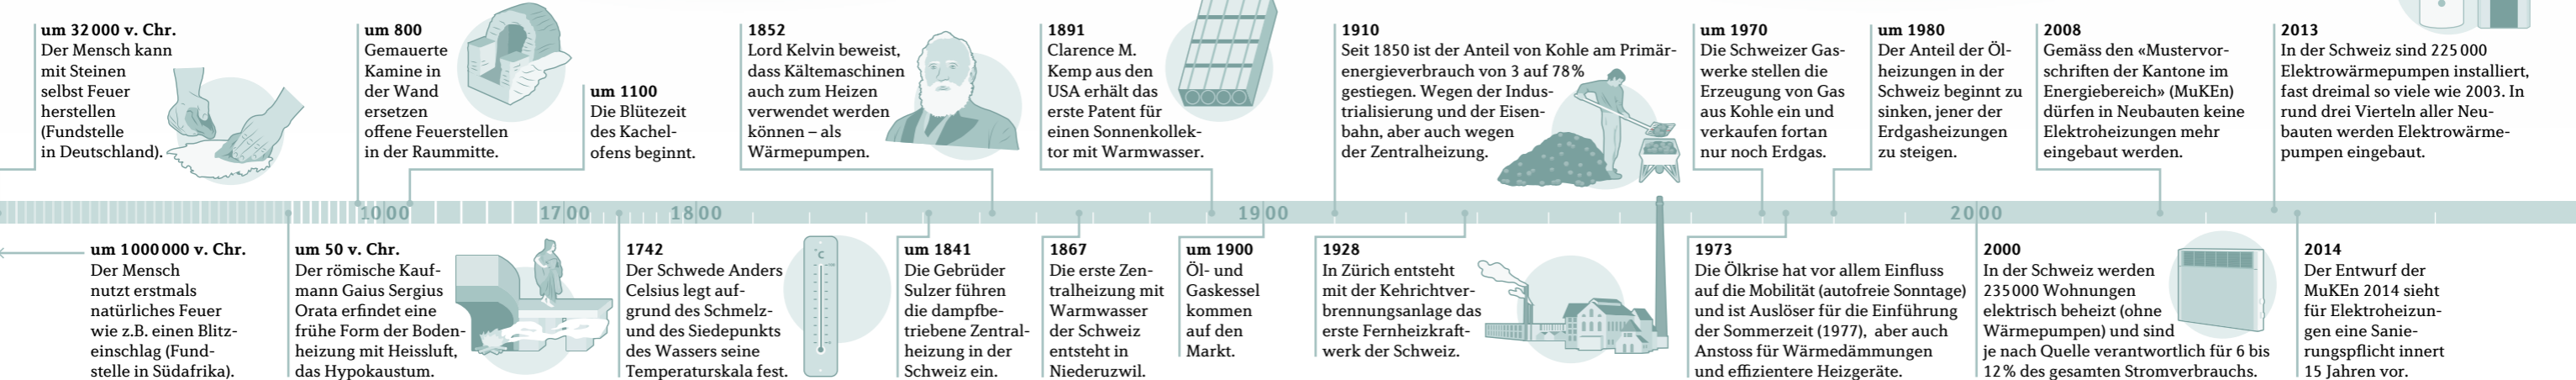 um 32 000 v. Chr.
Der Mensch kann
mit Steinen
selbst Feuer
herstellen
(Fundstelle
in Deutschland).
um 800
Gemauerte
Kamine in
der Wand
ersetzen
offene Feuerstellen
in der Raummitte.
um 1100
Die Blütezeit
des Kachel-
ofens beginnt.
1852
Lord Kelvin beweist,
dass Kältemaschinen
auch zum Heizen
verwendet werden
können – als
Wärmepumpen.
1891
Clarence M.
Kemp aus den
USA erhält das
erste Patent für
einen Sonnenkollek-
tor mit Warmwasser.
1910
Seit 1850 ist der Anteil von Kohle am Primär-
energieverbrauch von 3 auf 78%
gestiegen. Wegen der Indus-
trialisierung und der Eisen-
bahn, aber auch wegen
der Zentralheizung.
um 1970
Die Schweizer Gas-
werke stellen die
Erzeugung von Gas
aus Kohle ein und
verkaufen fortan
nur noch Erdgas.
um 1980
Der Anteil der Öl-
heizungen in der
Schweiz beginnt zu
sinken, jener der
Erdgasheizungen
zu steigen.
2008
Gemäss den «Mustervor-
schriften der Kantone im
Energiebereich» (MuKEn)
dürfen in Neubauten keine
Elektroheizungen mehr
eingebaut werden.
2013
In der Schweiz sind 225 000
Elektrowärmepumpen installiert,
fast dreimal so viele wie 2003. In
rund drei Vierteln aller Neu-
bauten werden Elektrowärme-
pumpen eingebaut.
1000 1700 1800 1900 2000
um 1 000 000 v. Chr.
Der Mensch
nutzt erstmals
natürliches Feuer
wie z.B. einen Blitz-
einschlag (Fund-
stelle in Südafrika).
um 50 v. Chr.
Der römische Kauf-
mann Gaius Sergius
Orata erfindet eine
frühe Form der Boden-
heizung mit Heissluft,
das Hypokaustum.
1742
Der Schwede Anders
Celsius legt auf-
grund des Schmelz-
und des Siedepunkts
des Wassers seine
Temperaturskala fest.
°C
um 1841
Die Gebrüder
Sulzer führen
die dampfbe-
triebene Zentral-
heizung in der
Schweiz ein.
1867
Die erste Zen-
tralheizung mit
Warmwasser
der Schweiz
entsteht in
Niederuzwil.
um 1900
Öl- und
Gaskessel
kommen
auf den
Markt.
1928
In Zürich entsteht
mit der Kehrichtver-
brennungsanlage das
erste Fernheizkraft-
werk der Schweiz.
1973
Die Ölkrise hat vor allem Einfluss
auf die Mobilität (autofreie Sonntage)
und ist Auslöser für die Einführung
der Sommerzeit (1977), aber auch
Anstoss für Wärmedämmungen
und effizientere Heizgeräte.
2000
In der Schweiz werden
235 000 Wohnungen
elektrisch beheizt (ohne
Wärmepumpen) und sind
je nach Quelle verantwortlich für 6 bis
12% des gesamten Stromverbrauchs.
2014
Der Entwurf der
MuKEn 2014 sieht
für Elektroheizun-
gen eine Sanie-
rungspflicht innert
15 Jahren vor.